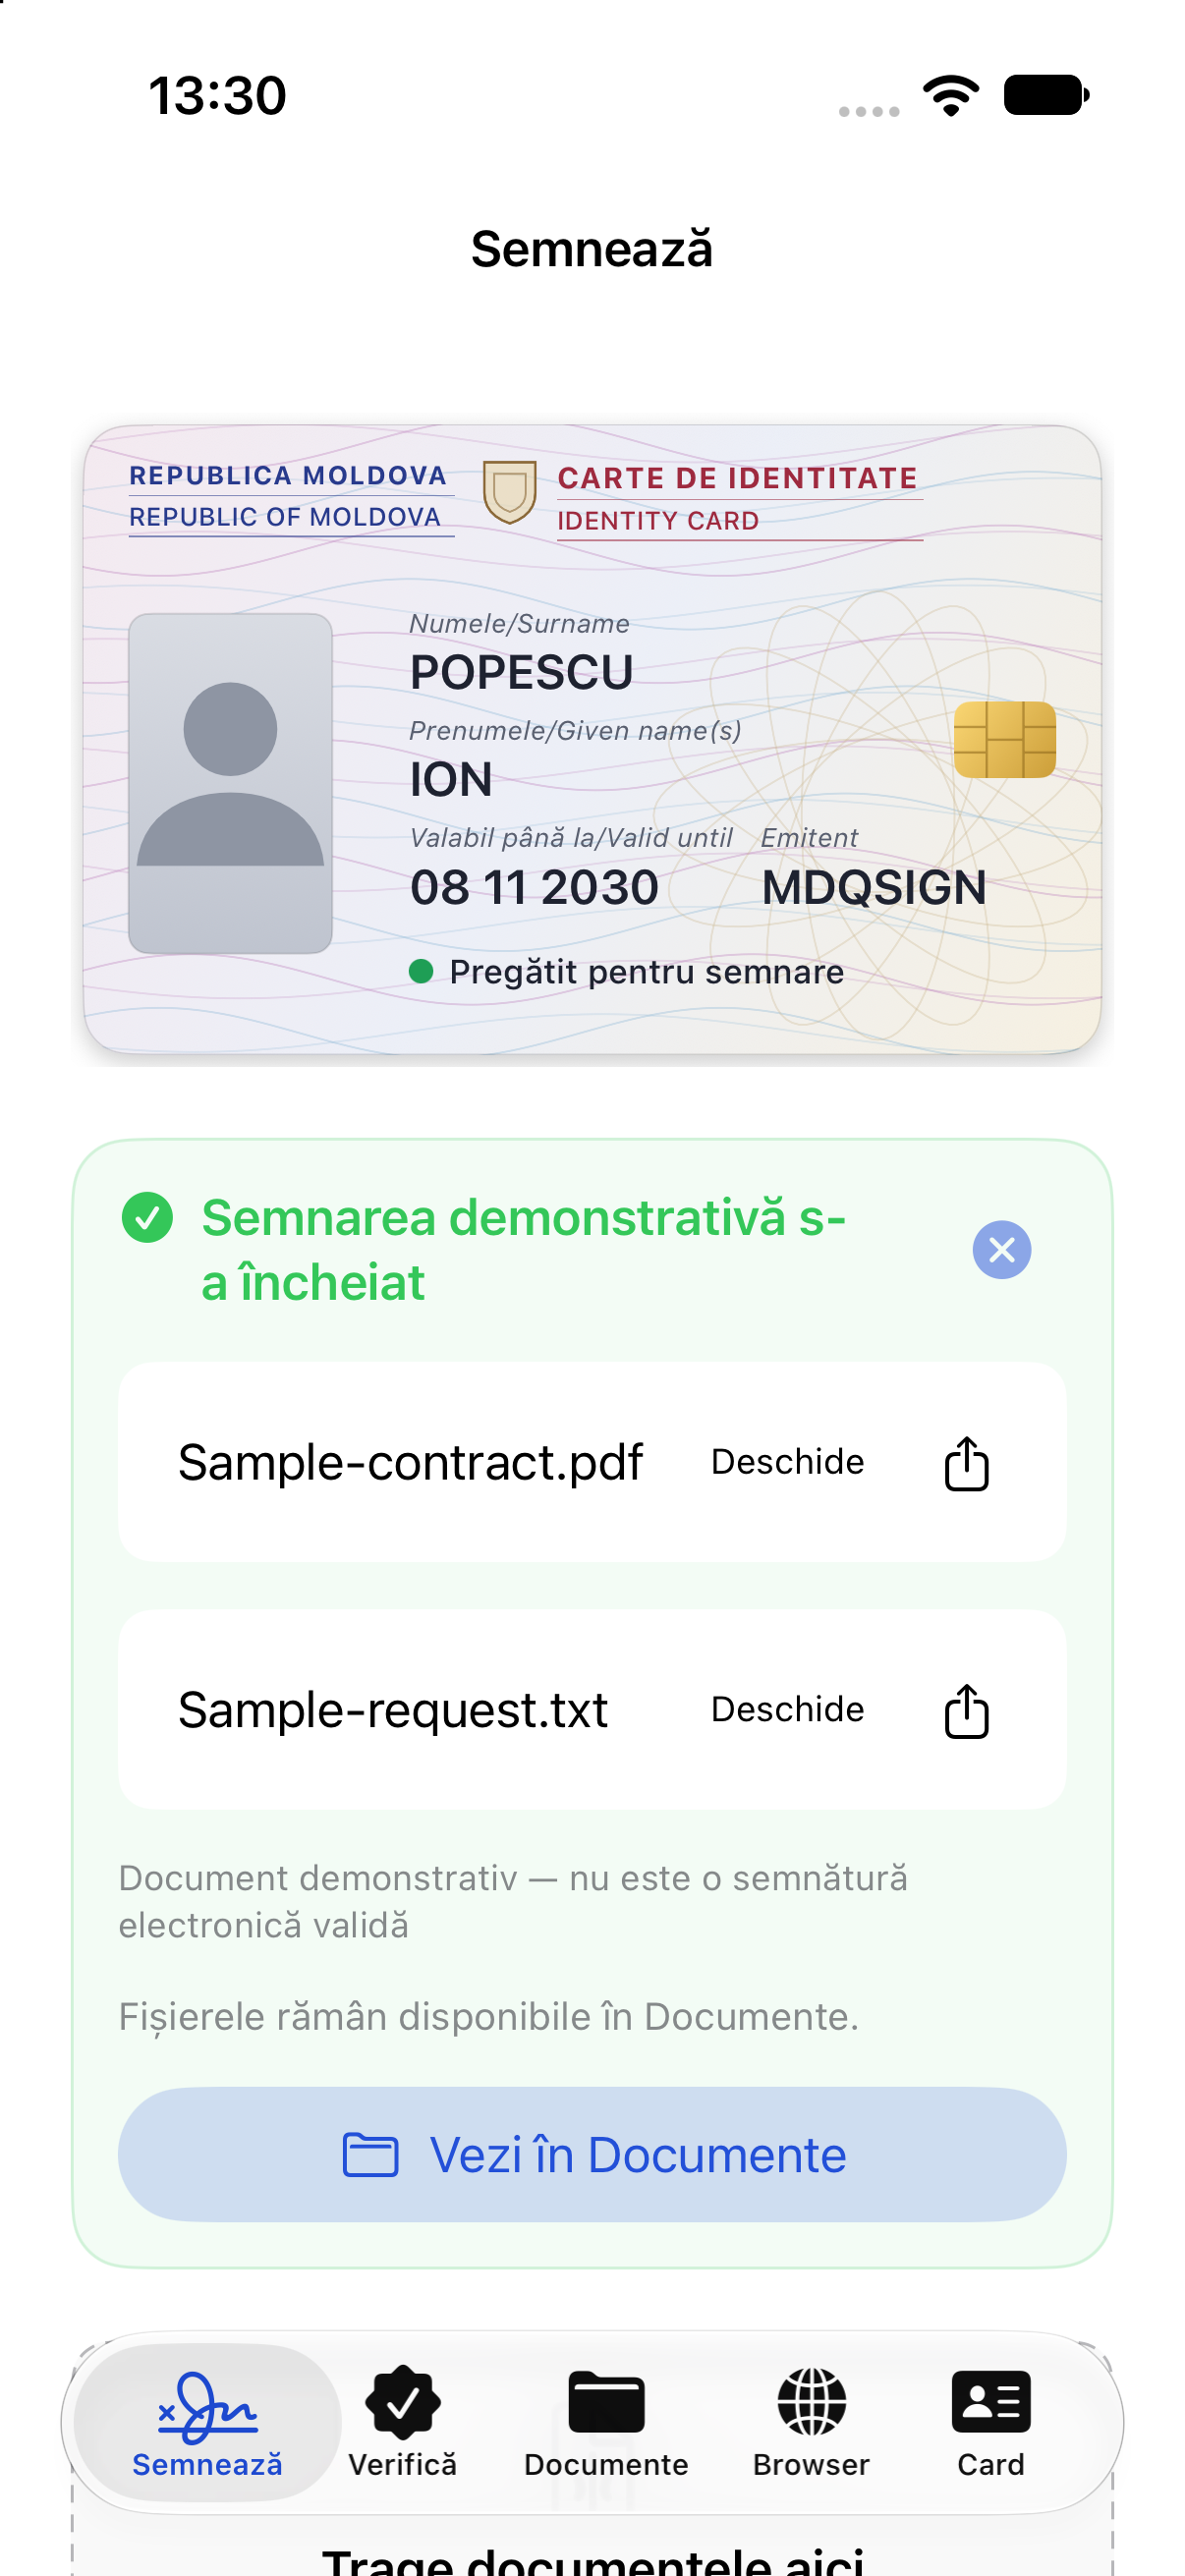 13:30
Semnează
REPUBLICA MOLDOVA
REPUBLIC OF MOLDOVA
CARTE DE IDENTITATE
IDENTITY CARD
Numele/Surname
POPESCU
Prenumele/Given name(s)
ION
Valabil până la/Valid until Emitent
08 11 2030 MDQSIGN
Pregătit pentru semnare
Semnarea demonstrativă s-
a încheiat
Sample-contract.pdf Deschide
Sample-request.txt Deschide
Document demonstrativ — nu este o semnătură
electronică validă
Fișierele rămân disponibile în Documente.
Vezi în Documente
Semnează Verifică Documente Browser Card
Trage documentele aici